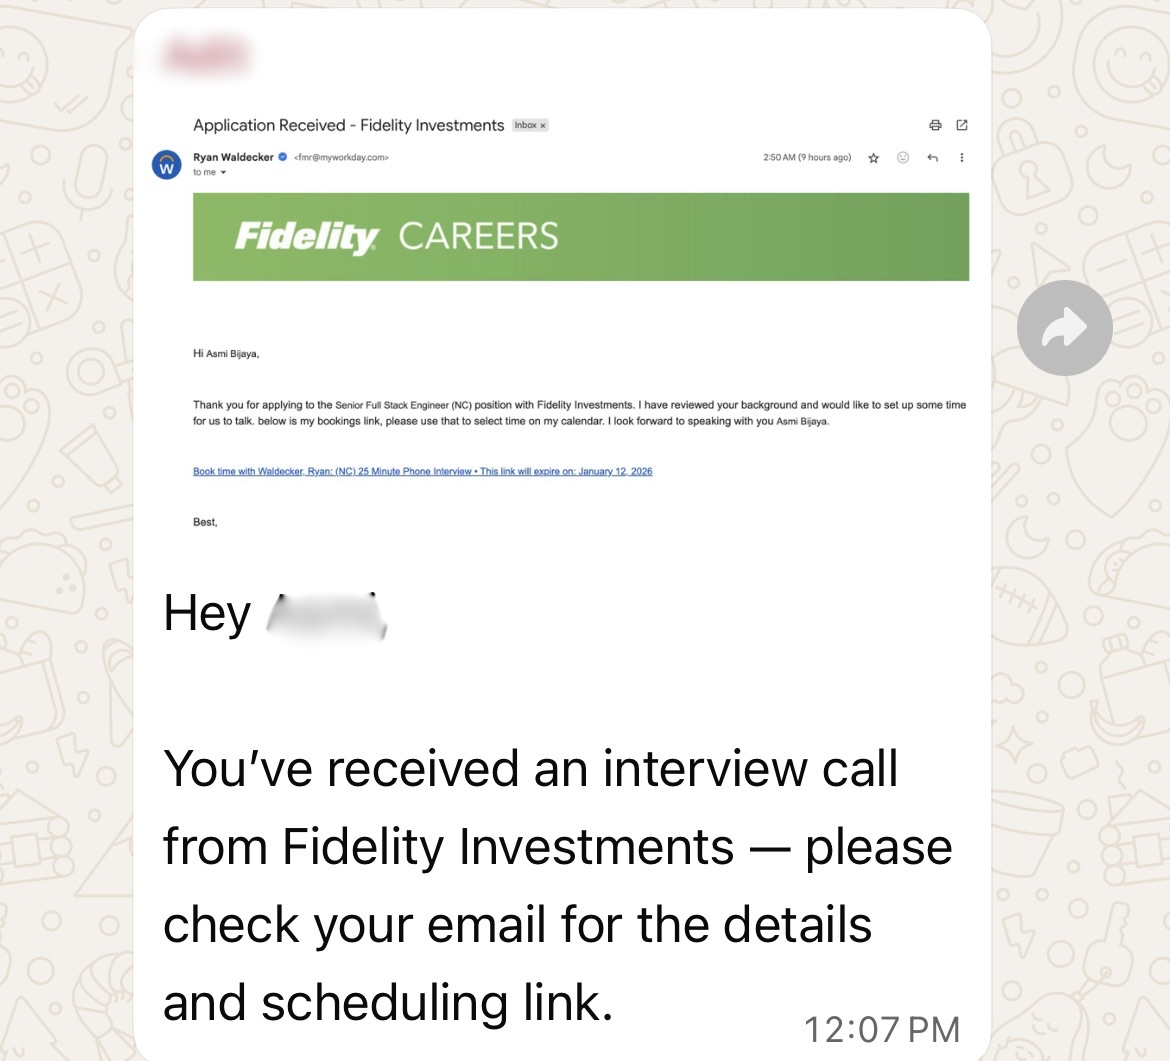 Application Received - Fidelity Investments Inbox x
Ryan Waldecker <fmr@myworkday.com> 2:50 AM (9 hours ago)
to me
W
Fidelity CAREERS
Hi Asmi Bijaya,
Thank you for applying to the Senior Full Stack Engineer (NC) position with Fidelity Investments. I have reviewed your background and would like to set up some time
for us to talk. below is my bookings link, please use that to select time on my calendar. I look forward to speaking with you Asmi Bijaya.
Book time with Waldecker, Ryan: (NC) 25 Minute Phone Interview • This link will expire on: January 12, 2026
Best,
Hey
You’ve received an interview call
from Fidelity Investments — please
check your email for the details
and scheduling link.
12:07 PM